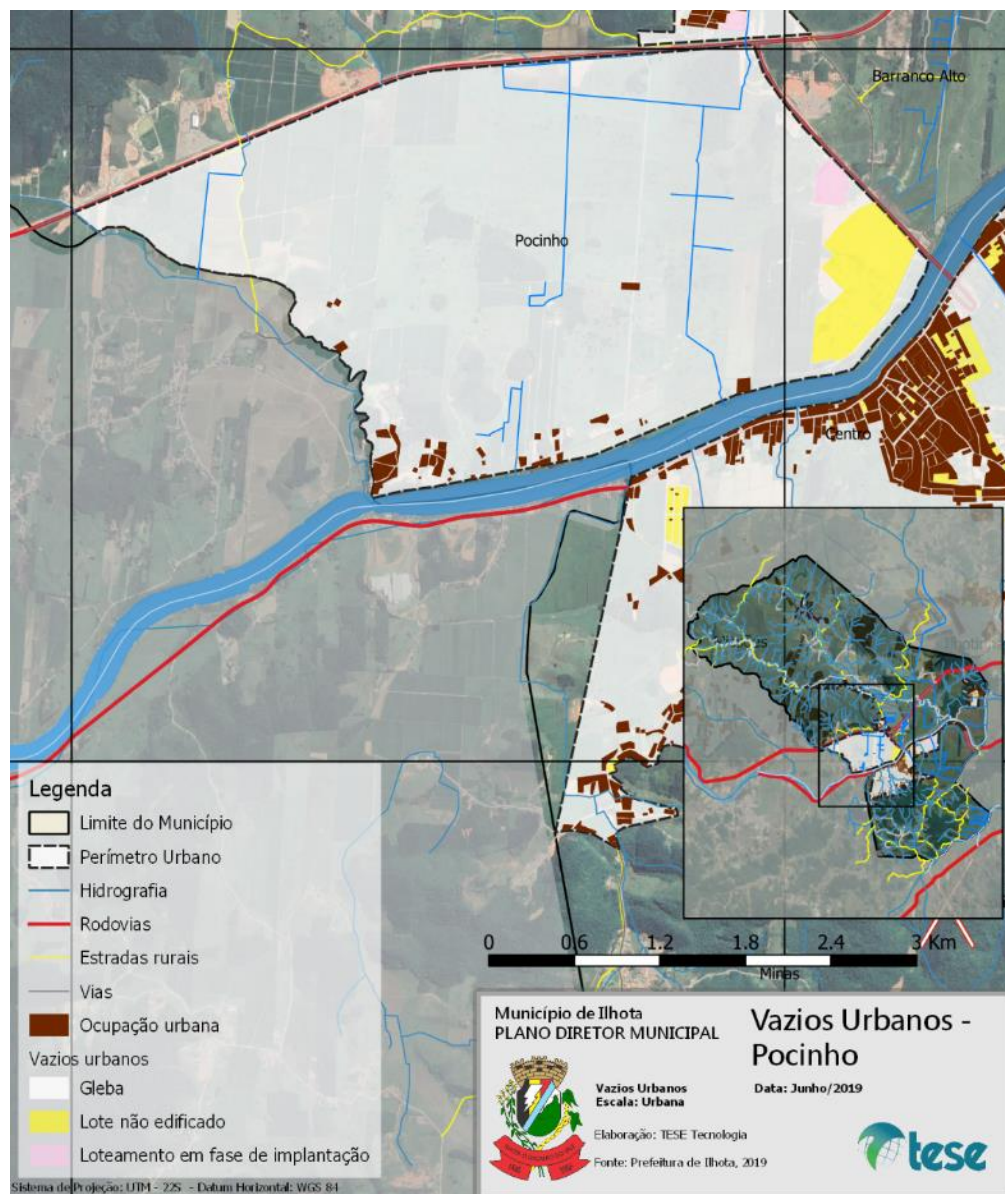 Barranco Alto
Pocinho
Centro
Legenda
Limite do Município
Perímetro Urbano
Hidrografia
Rodovias
Estradas rurais
Vias
Ocupação urbana
Vazios urbanos
Gleba
Lote não edificado
Loteamento em fase de implantação
Sistema de Projeção: UTM - 22S - Datum Horizontal: WGS 84
0 0.6 1.2 1.8 2.4 3 Km
Minas
Município de Ilhota
PLANO DIRETOR MUNICIPAL
Vazios Urbanos -
Pocinho
Data: Junho/2019
Vazios Urbanos
Escala: Urbana
Elaboração: TESE Tecnologia
Fonte: Prefeitura de Ilhota, 2019
tese